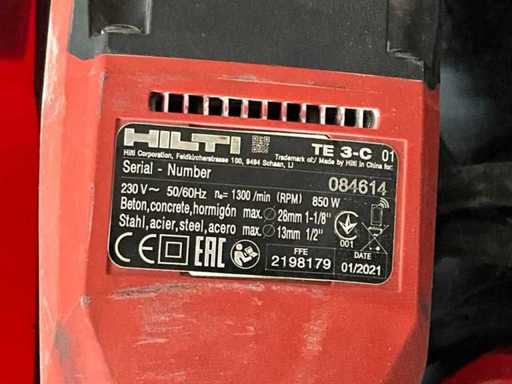 HILTI TE 3-C 01
Hilti Corporation, Feldkircherstrasse 100, 9494 Schaan, LI Trademark of/ Made by Hilti in China for:
Serial - Number 084614
230 V ~ 50/60Hz n₀= 1300 /min (RPM) 850 W
Beton,concrete,hormigón max. ∅ 28mm 1-1/8"
Stahl,acier,steel,acero max. ∅ 13mm 1/2"
001
CE EAC
FFE DATE
2198179 01/2021